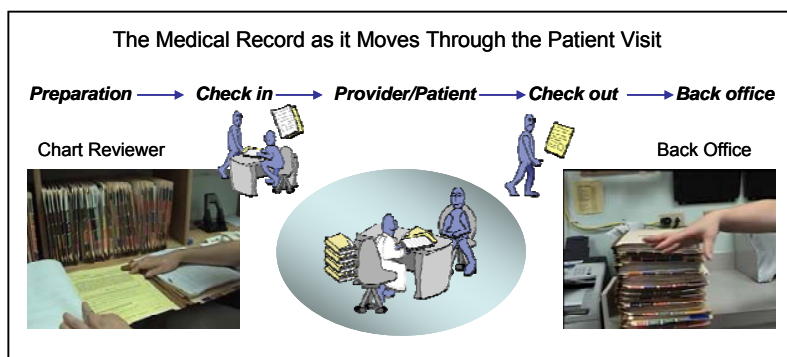 The Medical Record as it Moves Through the Patient Visit
Preparation Check in Provider/Patient Check out Back office
Chart Reviewer Back Office